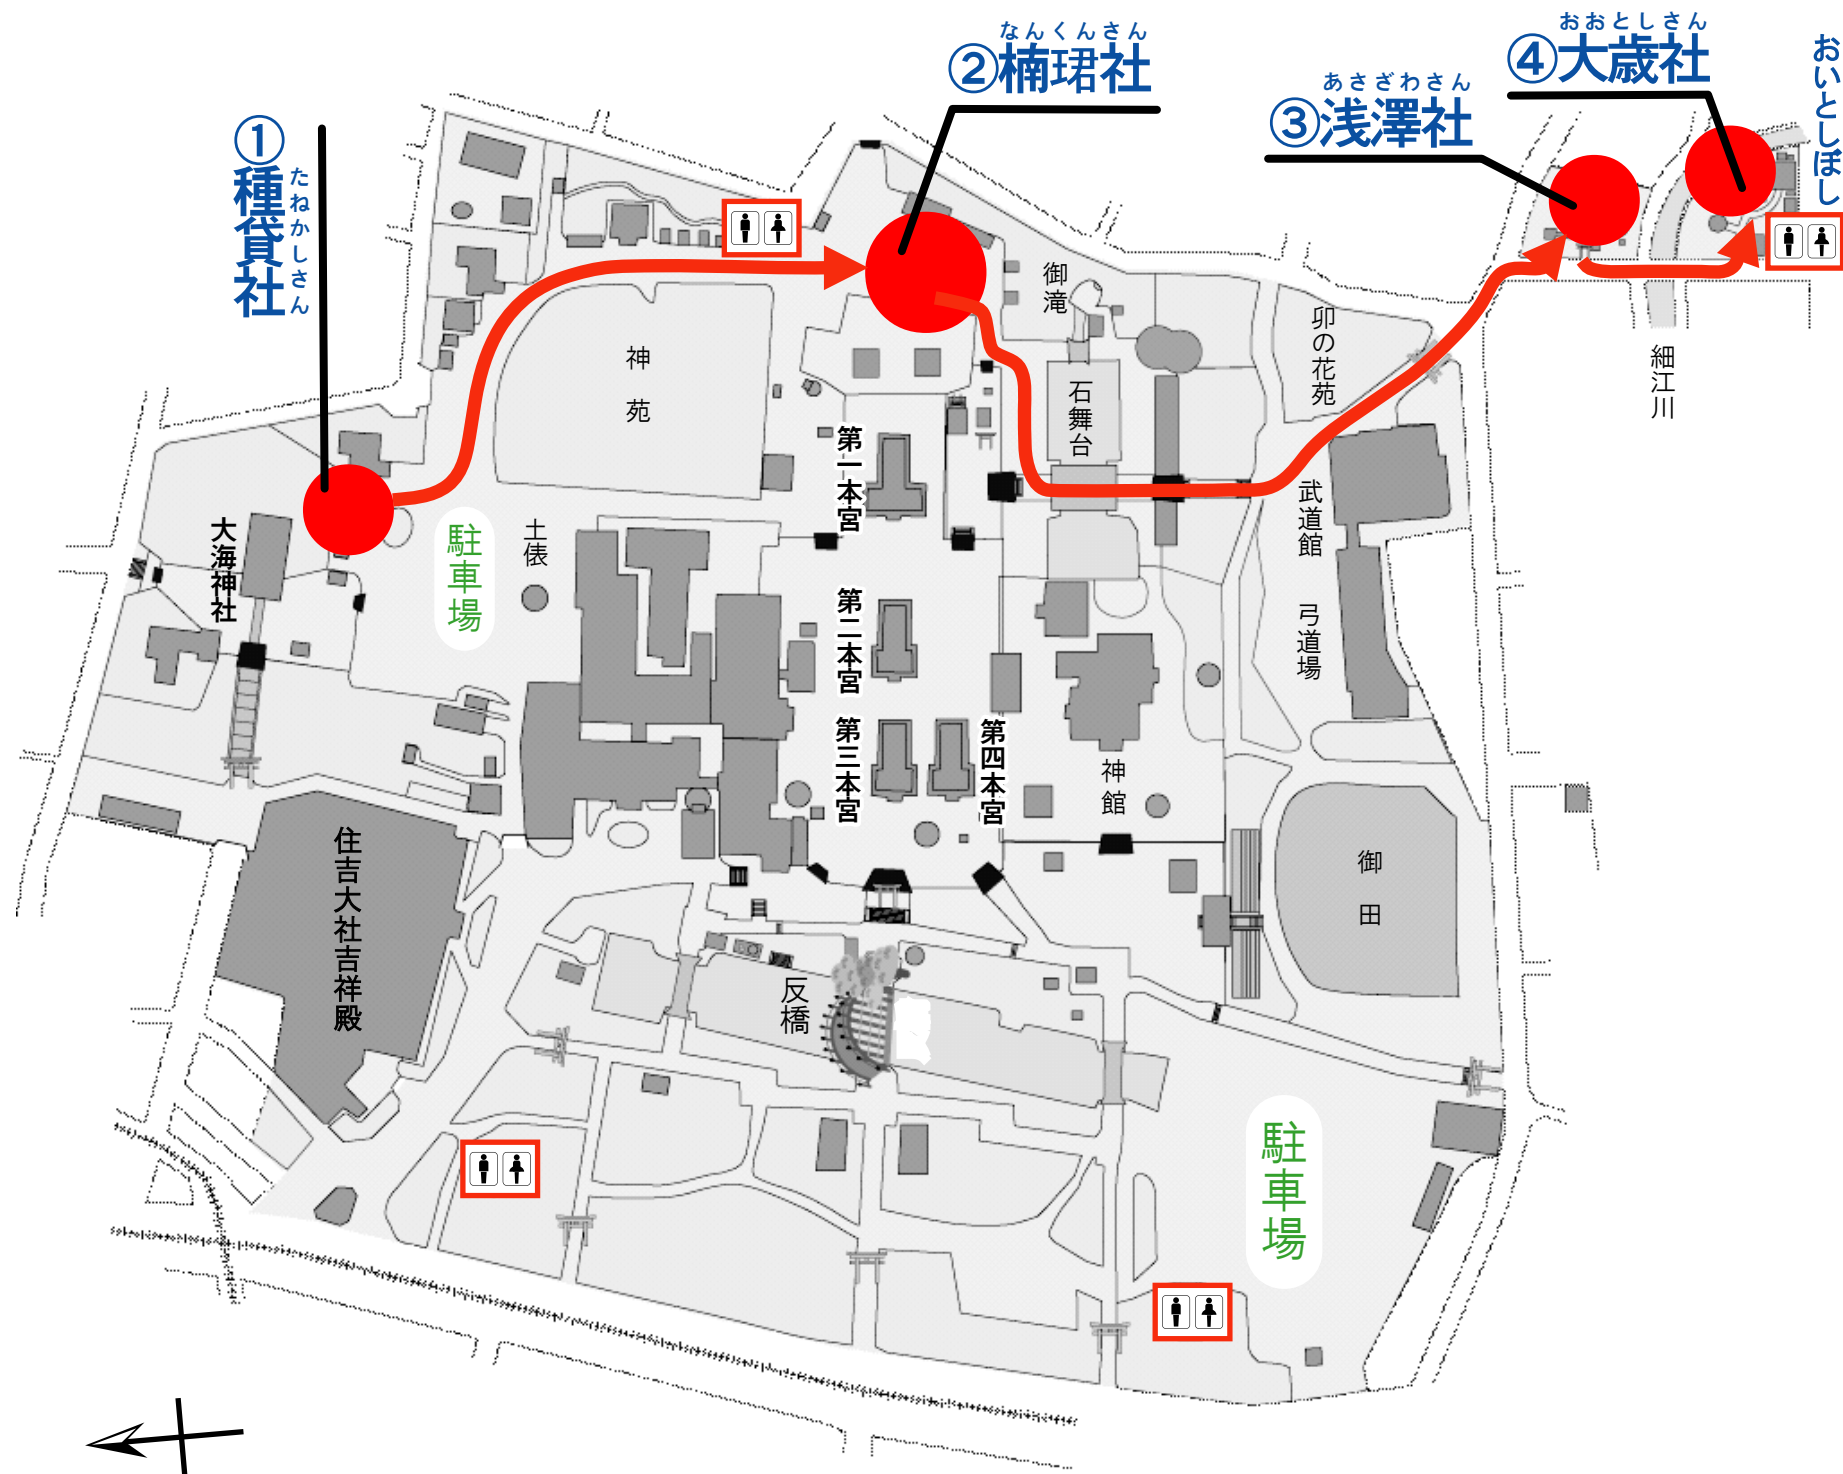 ①種貸社
たねかしさん
②楠珺社
なんくんさん
③浅澤社
あさざわさん
④大歳社
おおとしさん
おいとしぼし
御滝
卯の花苑
細江川
神苑
石舞台
第一本宮
武道館
弓道場
大海神社
駐車場
土俵
第二本宮
第三本宮
第四本宮
神館
住吉大社吉祥殿
御田
反橋
駐車場